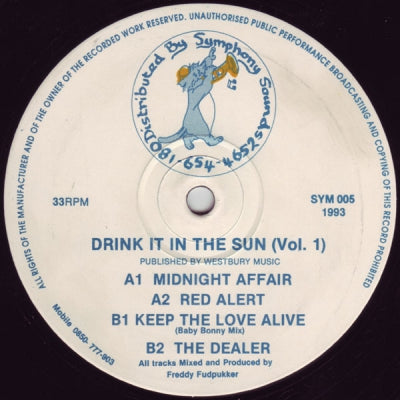 ALL RIGHTS OF THE MANUFACTURER AND OF THE OWNER OF THE RECORDED WORK RESERVED. UNAUTHORISED PUBLIC PERFORMANCE BROADCASTING AND COPYING OF THIS RECORD PROHIBITED
Distributed By Symphony Sounds
081-654-4652
33RPM
SYM 005
1993
DRINK IT IN THE SUN (Vol. 1)
PUBLISHED BY WESTBURY MUSIC
A1 MIDNIGHT AFFAIR
A2 RED ALERT
B1 KEEP THE LOVE ALIVE
(Baby Bonny Mix)
B2 THE DEALER
All tracks Mixed and Produced by
Freddy Fudpukker
Mobile 0850-777-903